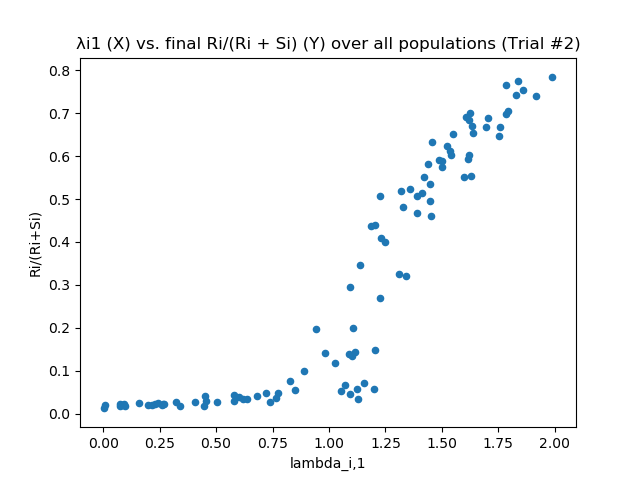 λi1 (X) vs. final Ri/(Ri + Si) (Y) over all populations (Trial #2)
0.8
0.7
0.6
0.5
0.4
0.3
0.2
0.1
0.0
Ri/(Ri+Si)
0.00 0.25 0.50 0.75 1.00 1.25 1.50 1.75 2.00
lambda_i,1